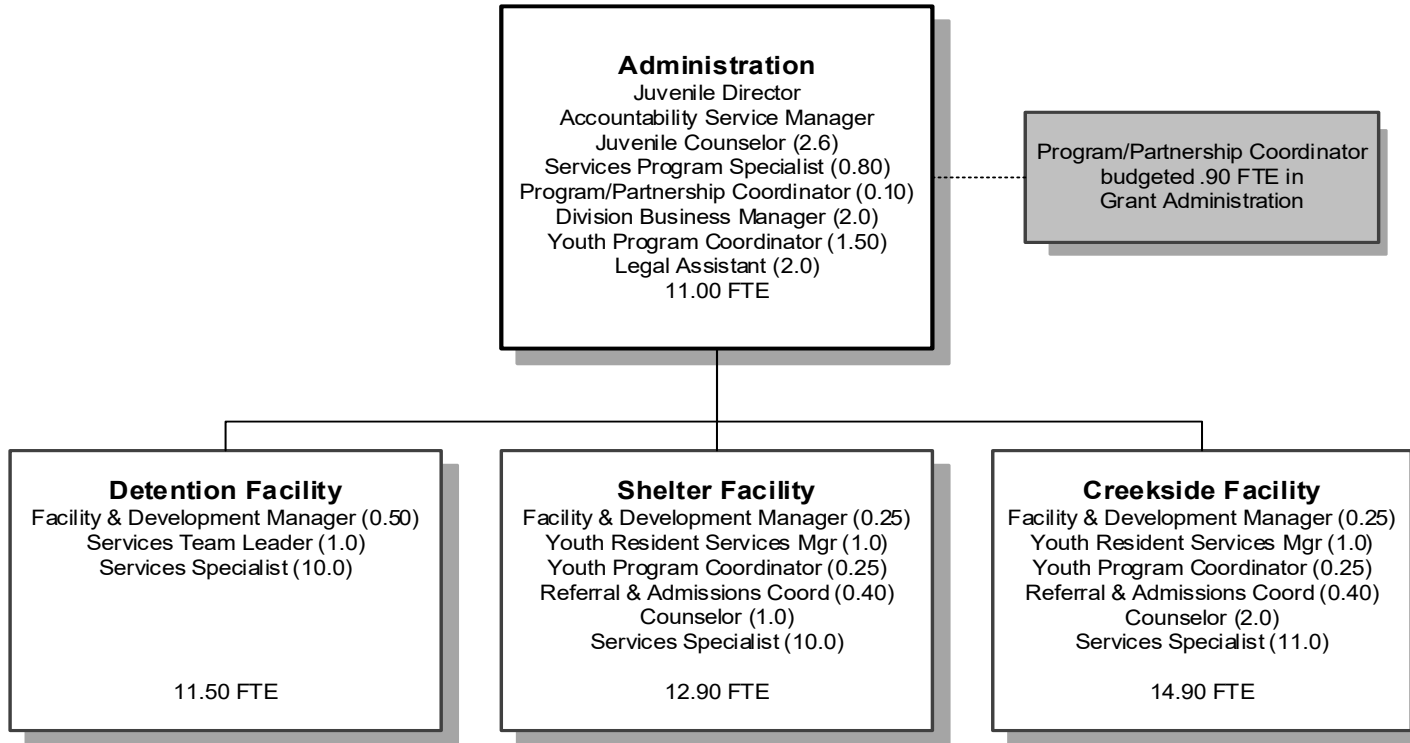 Administration
Juvenile Director
Accountability Service Manager
Juvenile Counselor (2.6)
Services Program Specialist (0.80)
Program/Partnership Coordinator (0.10)
Division Business Manager (2.0)
Youth Program Coordinator (1.50)
Legal Assistant (2.0)
11.00 FTE
Program/Partnership Coordinator
budgeted .90 FTE in
Grant Administration
Detention Facility
Facility & Development Manager (0.50)
Services Team Leader (1.0)
Services Specialist (10.0)
11.50 FTE
Shelter Facility
Facility & Development Manager (0.25)
Youth Resident Services Mgr (1.0)
Youth Program Coordinator (0.25)
Referral & Admissions Coord (0.40)
Counselor (1.0)
Services Specialist (10.0)
12.90 FTE
Creekside Facility
Facility & Development Manager (0.25)
Youth Resident Services Mgr (1.0)
Youth Program Coordinator (0.25)
Referral & Admissions Coord (0.40)
Counselor (2.0)
Services Specialist (11.0)
14.90 FTE